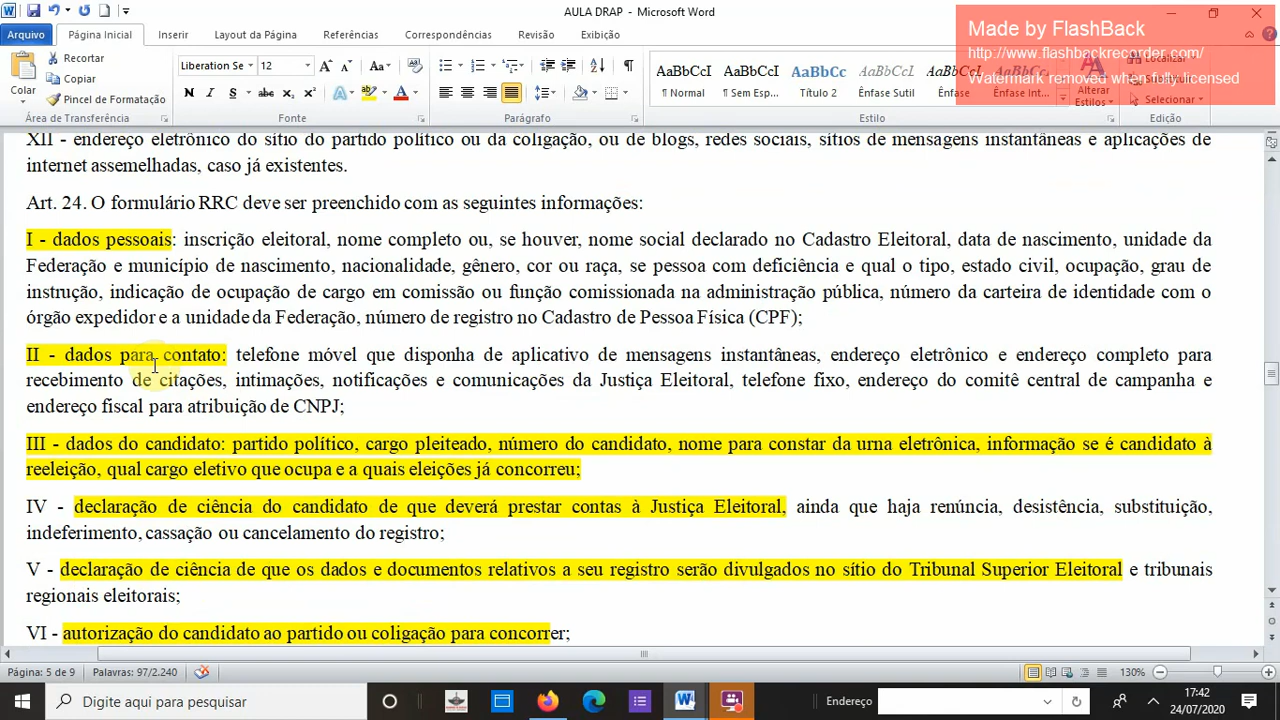 AULA DRAP - Microsoft Word
Made by FlashBack
http://www.flashbackrecorder.com/
Watermark removed when fully licensed
Arquivo Página Inicial Inserir Layout da Página Referências Correspondências Revisão Exibição
Colar
Recortar
Copiar
Pincel de Formatação
Área de Transferência
Liberation Se 12
Fonte
Parágrafo
AaBbCcI AaBbCcI AaBbCc AaBbCcI AaBbCcI AaBbCcI
¶ Normal ¶ Sem Esp... Título 2 Ênfase Sutil Ênfase Ênfase Int...
Estilo
Alterar Estilos
Localizar
Selecionar
Edição
XII - endereço eletrônico do sítio do partido político ou da coligação, ou de blogs, redes sociais, sítios de mensagens instantâneas e aplicações de
internet assemelhadas, caso já existentes.
Art. 24. O formulário RRC deve ser preenchido com as seguintes informações:
I - dados pessoais: inscrição eleitoral, nome completo ou, se houver, nome social declarado no Cadastro Eleitoral, data de nascimento, unidade da
Federação e município de nascimento, nacionalidade, gênero, cor ou raça, se pessoa com deficiência e qual o tipo, estado civil, ocupação, grau de
instrução, indicação de ocupação de cargo em comissão ou função comissionada na administração pública, número da carteira de identidade com o
órgão expedidor e a unidade da Federação, número de registro no Cadastro de Pessoa Física (CPF);
II - dados para contato: telefone móvel que disponha de aplicativo de mensagens instantâneas, endereço eletrônico e endereço completo para
recebimento de citações, intimações, notificações e comunicações da Justiça Eleitoral, telefone fixo, endereço do comitê central de campanha e
endereço fiscal para atribuição de CNPJ;
III - dados do candidato: partido político, cargo pleiteado, número do candidato, nome para constar da urna eletrônica, informação se é candidato à
reeleição, qual cargo eletivo que ocupa e a quais eleições já concorreu;
IV - declaração de ciência do candidato de que deverá prestar contas à Justiça Eleitoral, ainda que haja renúncia, desistência, substituição,
indeferimento, cassação ou cancelamento do registro;
V - declaração de ciência de que os dados e documentos relativos a seu registro serão divulgados no sítio do Tribunal Superior Eleitoral e tribunais
regionais eleitorais;
VI - autorização do candidato ao partido ou coligação para concorrer;
Página: 5 de 9 Palavras: 97/2.240 130%
Digite aqui para pesquisar
Endereço
17:42
24/07/2020